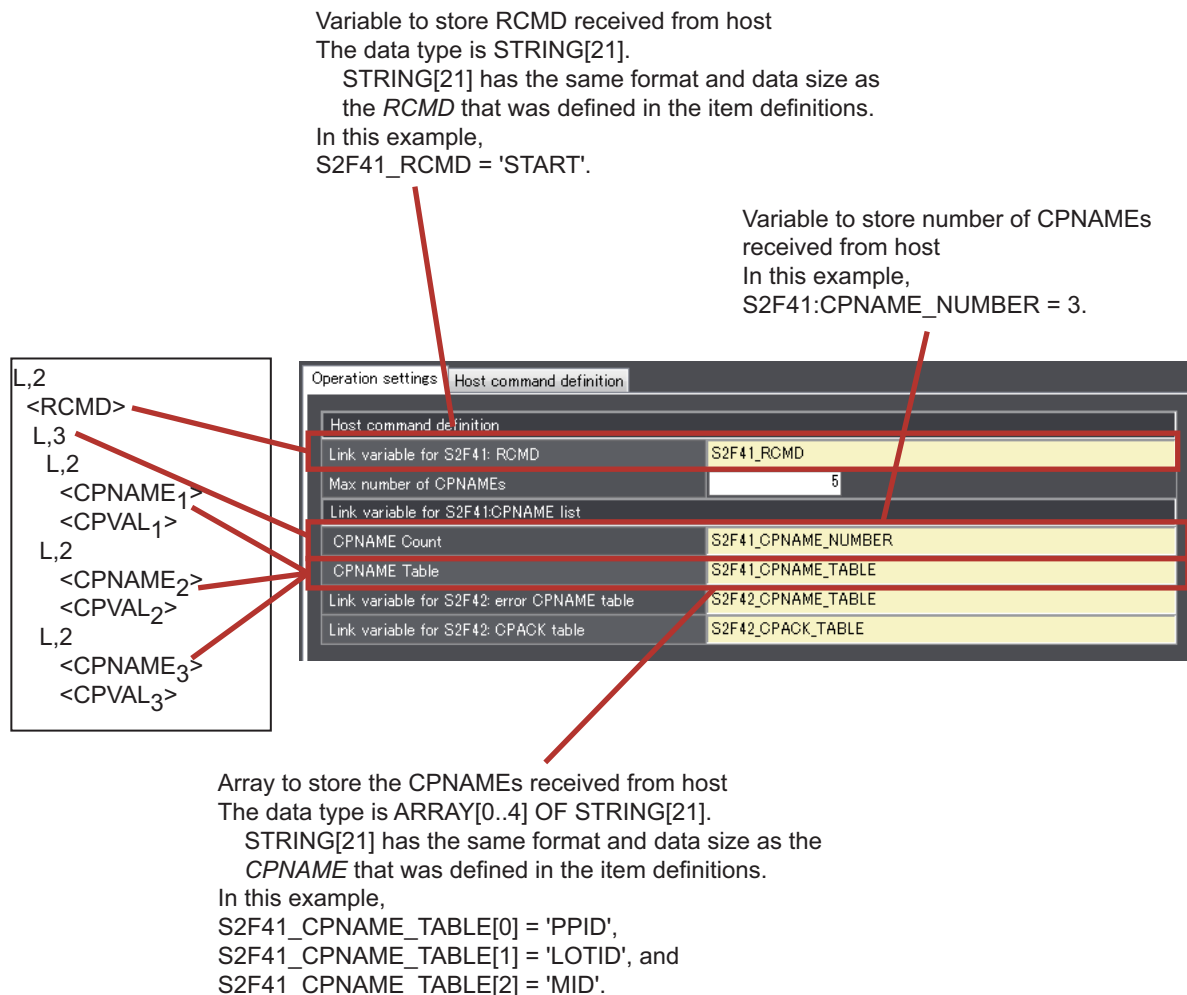 Variable to store RCMD received from host
The data type is STRING[21].
STRING[21] has the same format and data size as
the RCMD that was defined in the item definitions.
In this example,
S2F41_RCMD = 'START'.
Variable to store number of CPNAMEs
received from host
In this example,
S2F41:CPNAME_NUMBER = 3.
L,2
<RCMD>
L,3
L,2
<CPNAME1>
<CPVAL1>
L,2
<CPNAME2>
<CPVAL2>
L,2
<CPNAME3>
<CPVAL3>
Operation settings Host command definition
Host command definition
Link variable for S2F41: RCMD S2F41_RCMD
Max number of CPNAMEs 5
Link variable for S2F41:CPNAME list
CPNAME Count S2F41_CPNAME_NUMBER
CPNAME Table S2F41_CPNAME_TABLE
Link variable for S2F42: error CPNAME table S2F42_CPNAME_TABLE
Link variable for S2F42: CPACK table S2F42_CPACK_TABLE
Array to store the CPNAMEs received from host
The data type is ARRAY[0..4] OF STRING[21].
STRING[21] has the same format and data size as the
CPNAME that was defined in the item definitions.
In this example,
S2F41_CPNAME_TABLE[0] = 'PPID',
S2F41_CPNAME_TABLE[1] = 'LOTID', and
S2F41_CPNAME_TABLE[2] = 'MID'.